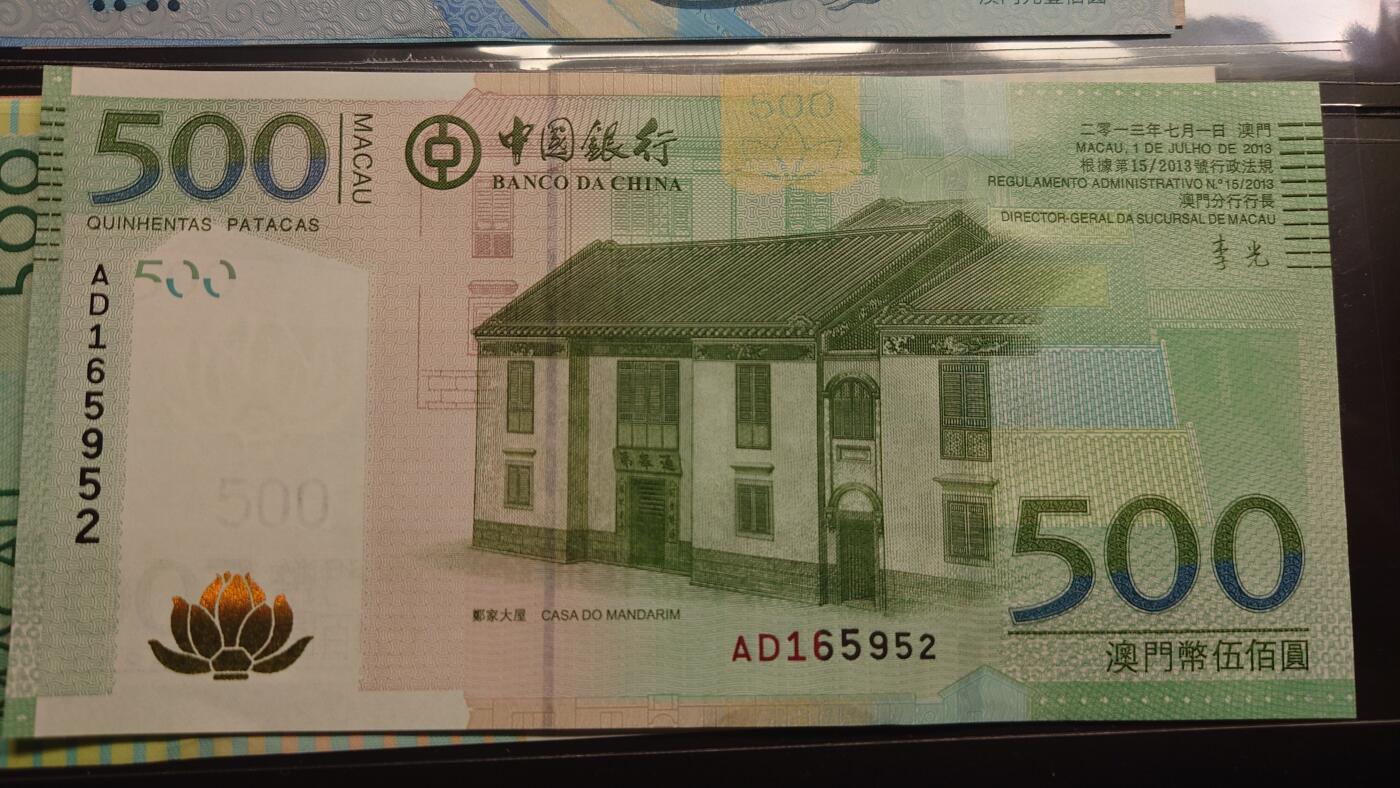 500
MACAU
中國銀行
BANCO DA CHINA
QUINHENTAS PATACAS
500
二零一三年七月一日 澳門
MACAU, 1 DE JULHO DE 2013
根據第15/2013號行政法規
REGULAMENTO ADMINISTRATIVO N.º 15/2013
澳門分行行長
DIRECTOR-GERAL DA SUCURSAL DE MACAU
李光
AD165952
500
500
鄭家大屋 CASA DO MANDARIM
AD165952
500
澳門幣伍佰圓